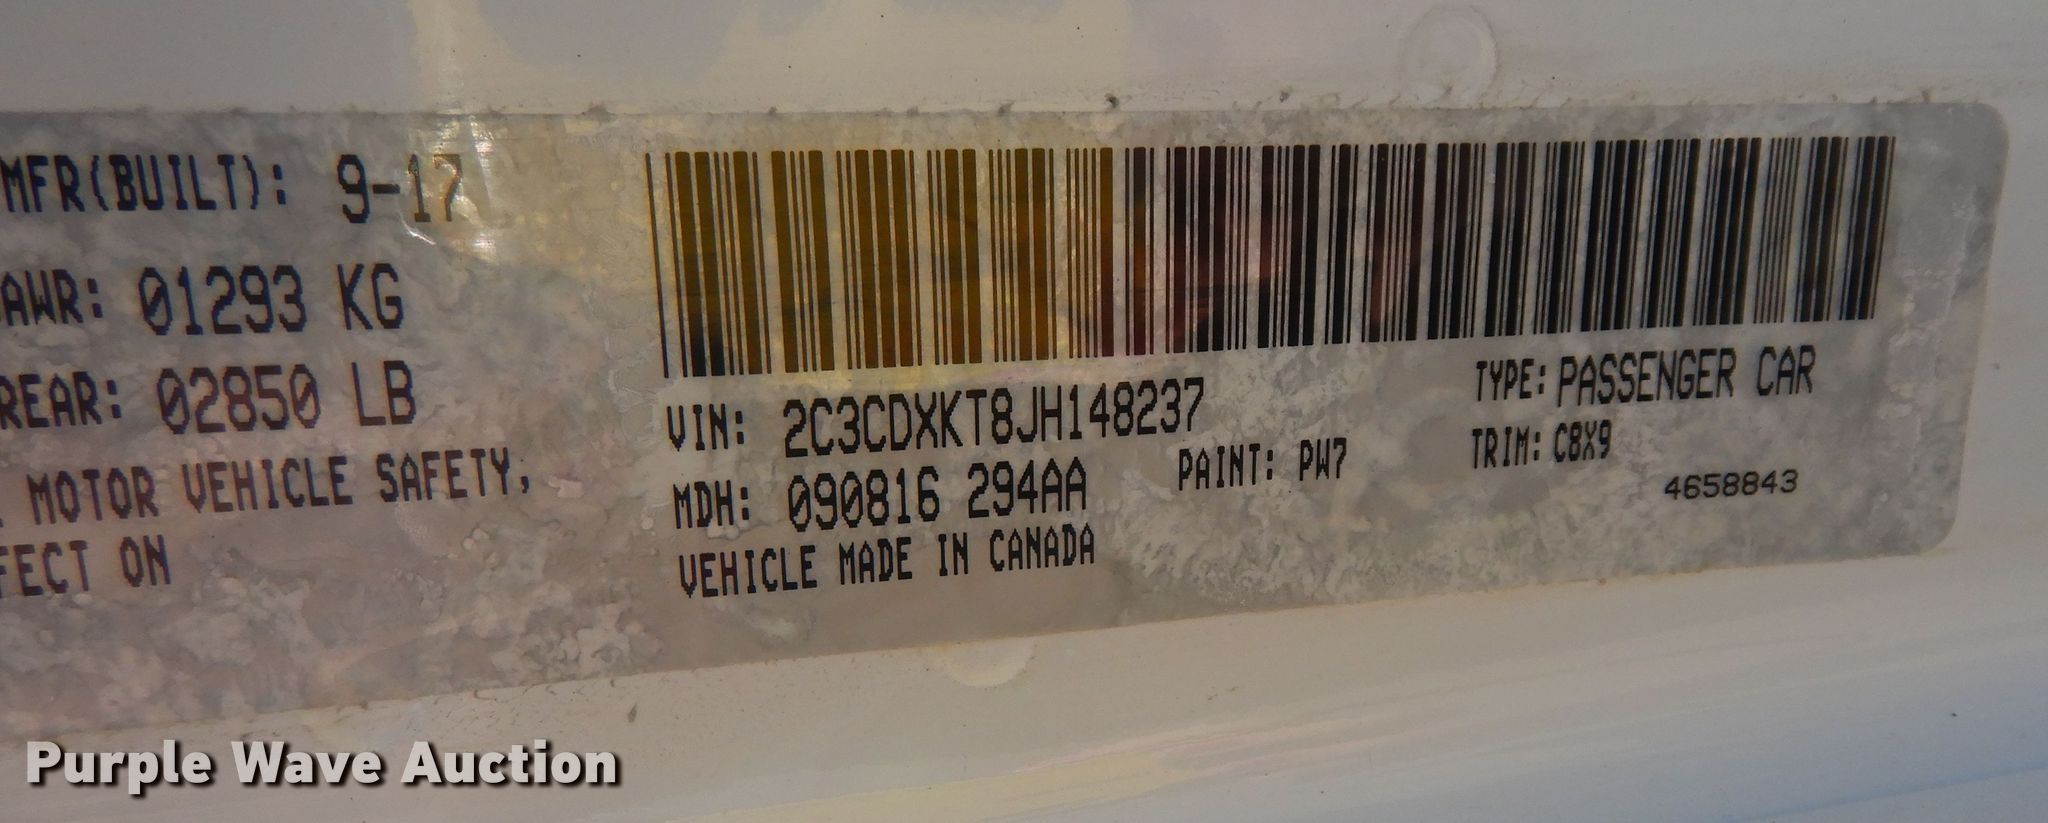 MFR(BUILT): 9-17
AWR: 01293 KG
REAR: 02850 LB
MOTOR VEHICLE SAFETY,
FECT ON
VIN: 2C3CDXKT8JH148237
TYPE: PASSENGER CAR
MDH: 090816 294AA
PAINT: PW7
TRIM: C8X9
VEHICLE MADE IN CANADA
4658843
Purple Wave Auction